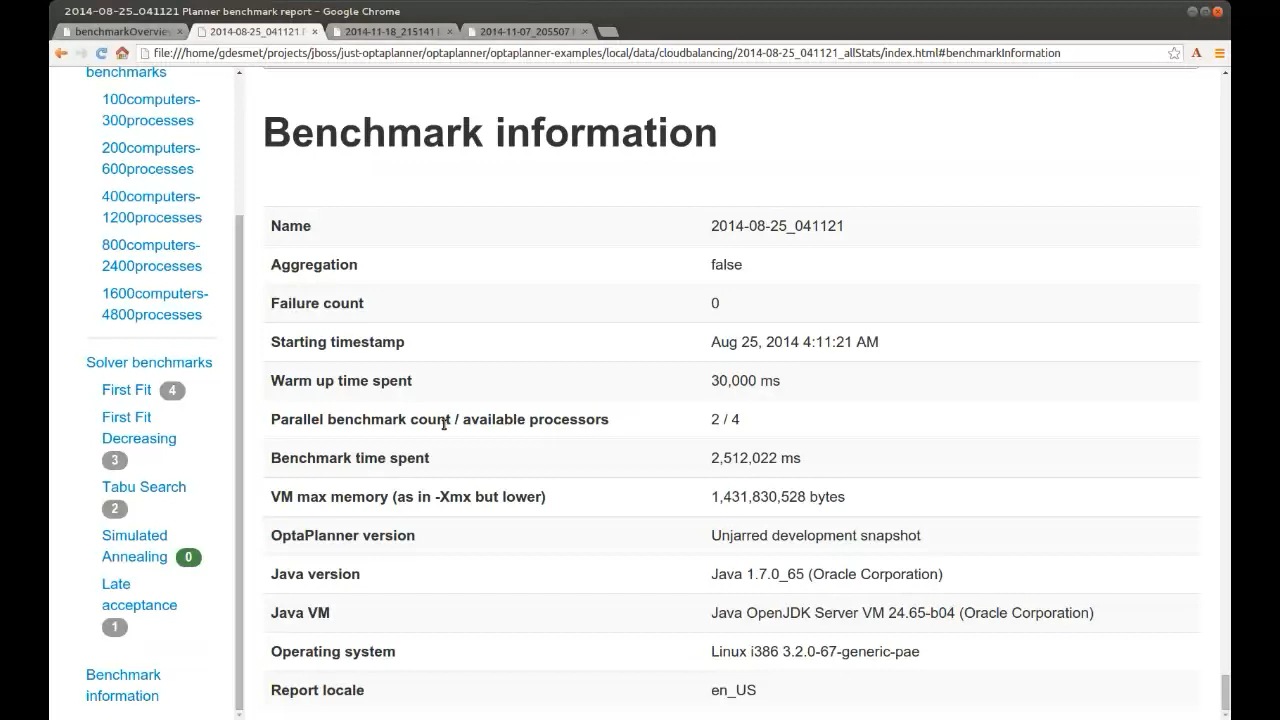 2014-08-25_041121 Planner benchmark report - Google Chrome
benchmarkOvervie
2014-08-25_041121
2014-11-18_215141
2014-11-07_205507
file:///home/gdesmet/projects/jboss/just-optaplanner/optaplanner/optaplanner-examples/local/data/cloudbalancing/2014-08-25_041121_allStats/index.html#benchmarkInformation
A
benchmarks
100computers-
300processes
200computers-
600processes
400computers-
1200processes
800computers-
2400processes
1600computers-
4800processes
Solver benchmarks
First Fit 4
First Fit
Decreasing
3
Tabu Search
2
Simulated
Annealing 0
Late
acceptance
1
Benchmark
information
Benchmark information
Name 2014-08-25_041121
Aggregation false
Failure count 0
Starting timestamp Aug 25, 2014 4:11:21 AM
Warm up time spent 30,000 ms
Parallel benchmark count / available processors 2 / 4
Benchmark time spent 2,512,022 ms
VM max memory (as in -Xmx but lower) 1,431,830,528 bytes
OptaPlanner version Unjarred development snapshot
Java version Java 1.7.0_65 (Oracle Corporation)
Java VM Java OpenJDK Server VM 24.65-b04 (Oracle Corporation)
Operating system Linux i386 3.2.0-67-generic-pae
Report locale en_US